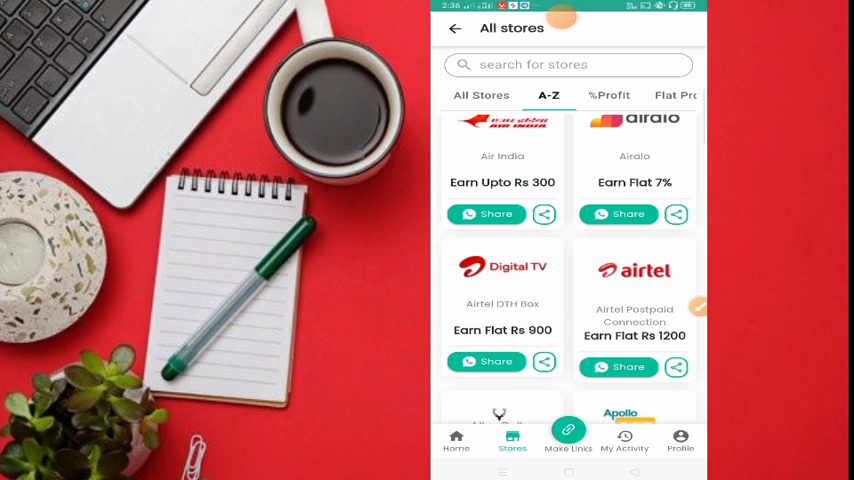 2:36
All stores
search for stores
All Stores A-Z %Profit Flat Pro
AIR INDIA airalo
Air India Airalo
Earn Upto Rs 300 Earn Flat 7%
Share Share
Digital TV airtel
Airtel DTH Box Airtel Postpaid
Connection
Earn Flat Rs 900 Earn Flat Rs 1200
Share Share
Apollo
Home Stores Make Links My Activity Profile